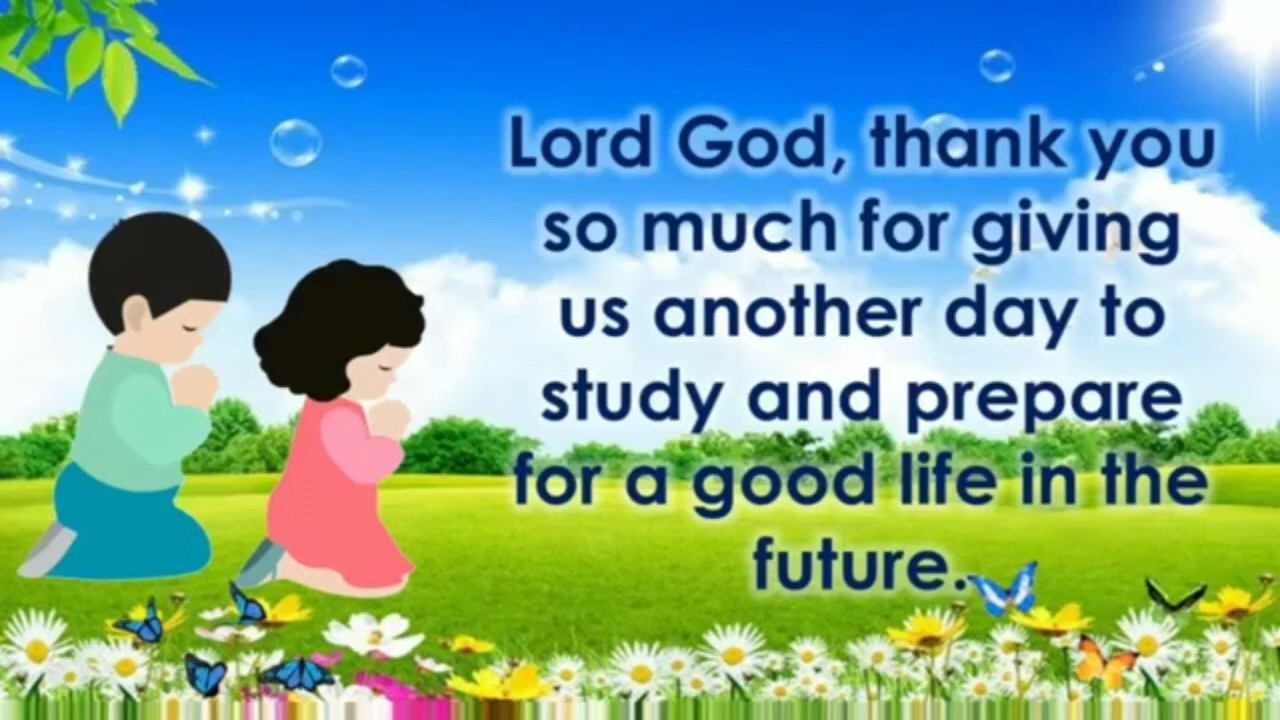 Lord God, thank you
so much for giving
us another day to
study and prepare
for a good life in the
future.